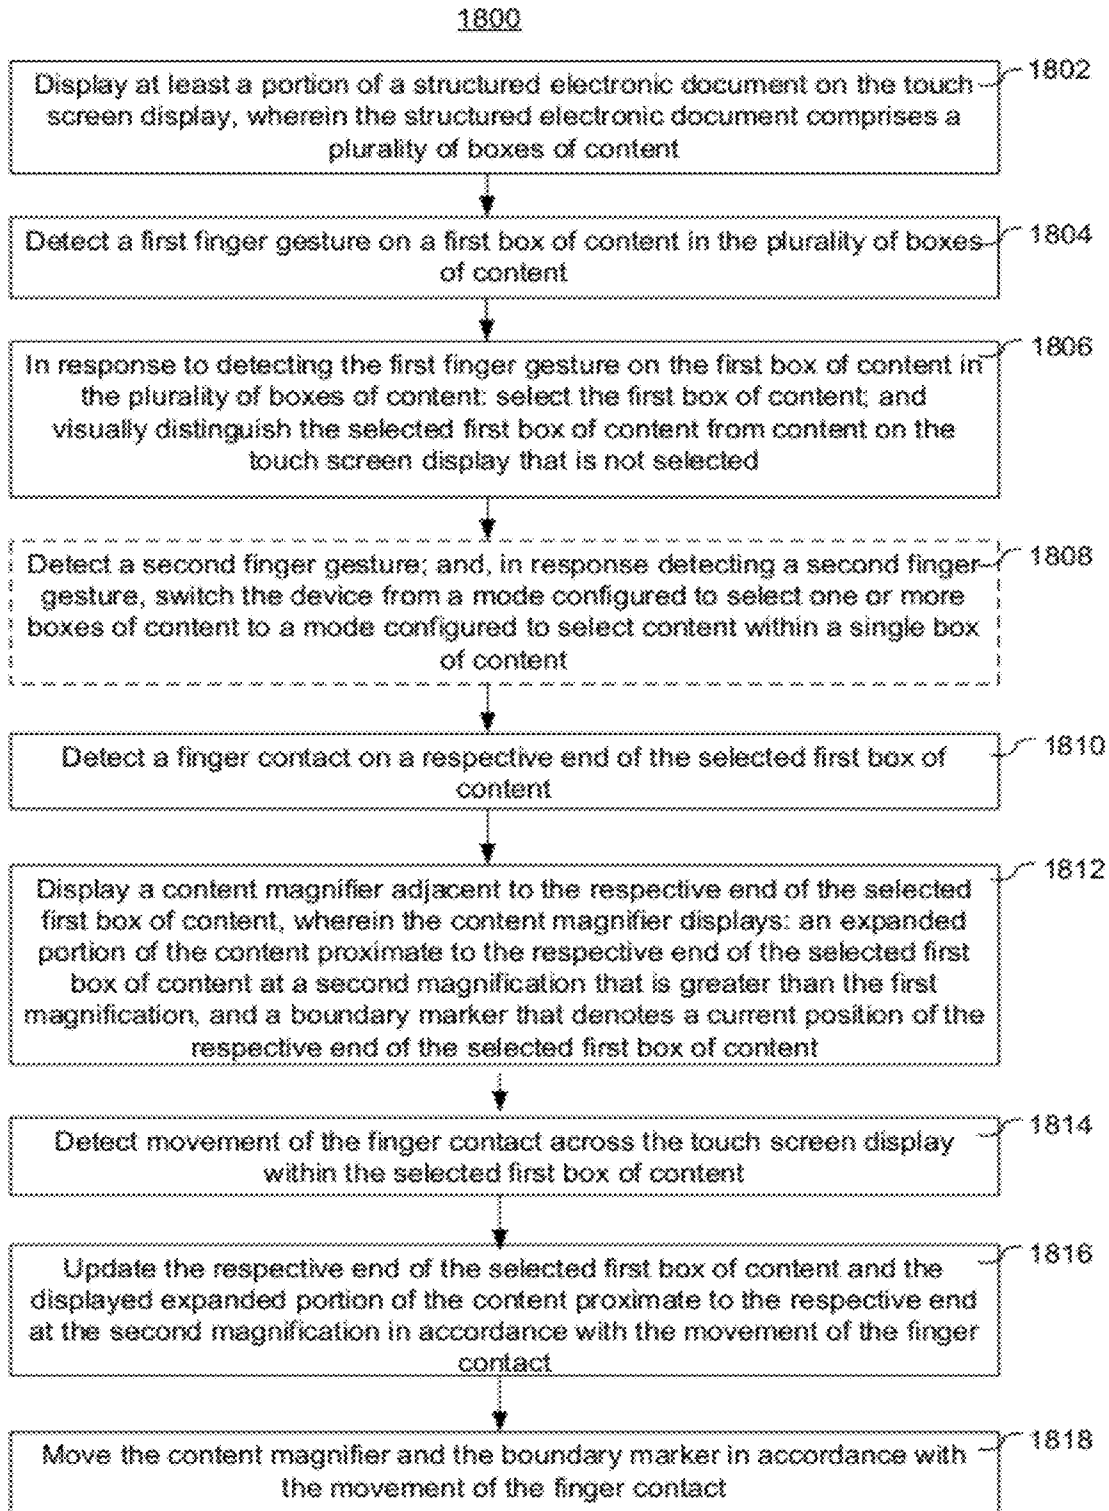 1800
1802
Display at least a portion of a structured electronic document on the touch
screen display, wherein the structured electronic document comprises a
plurality of boxes of content
1804
Detect a first finger gesture on a first box of content in the plurality of boxes
of content
1806
In response to detecting the first finger gesture on the first box of content in
the plurality of boxes of content: select the first box of content; and
visually distinguish the selected first box of content from content on the
touch screen display that is not selected
1808
Detect a second finger gesture; and, in response detecting a second finger
gesture, switch the device from a mode configured to select one or more
boxes of content to a mode configured to select content within a single box
of content
1810
Detect a finger contact on a respective end of the selected first box of
content
1812
Display a content magnifier adjacent to the respective end of the selected
first box of content, wherein the content magnifier displays: an expanded
portion of the content proximate to the respective end of the selected first
box of content at a second magnification that is greater than the first
magnification, and a boundary marker that denotes a current position of the
respective end of the selected first box of content
1814
Detect movement of the finger contact across the touch screen display
within the selected first box of content
1816
Update the respective end of the selected first box of content and the
displayed expanded portion of the content proximate to the respective end
at the second magnification in accordance with the movement of the finger
contact
1818
Move the content magnifier and the boundary marker in accordance with
the movement of the finger contact